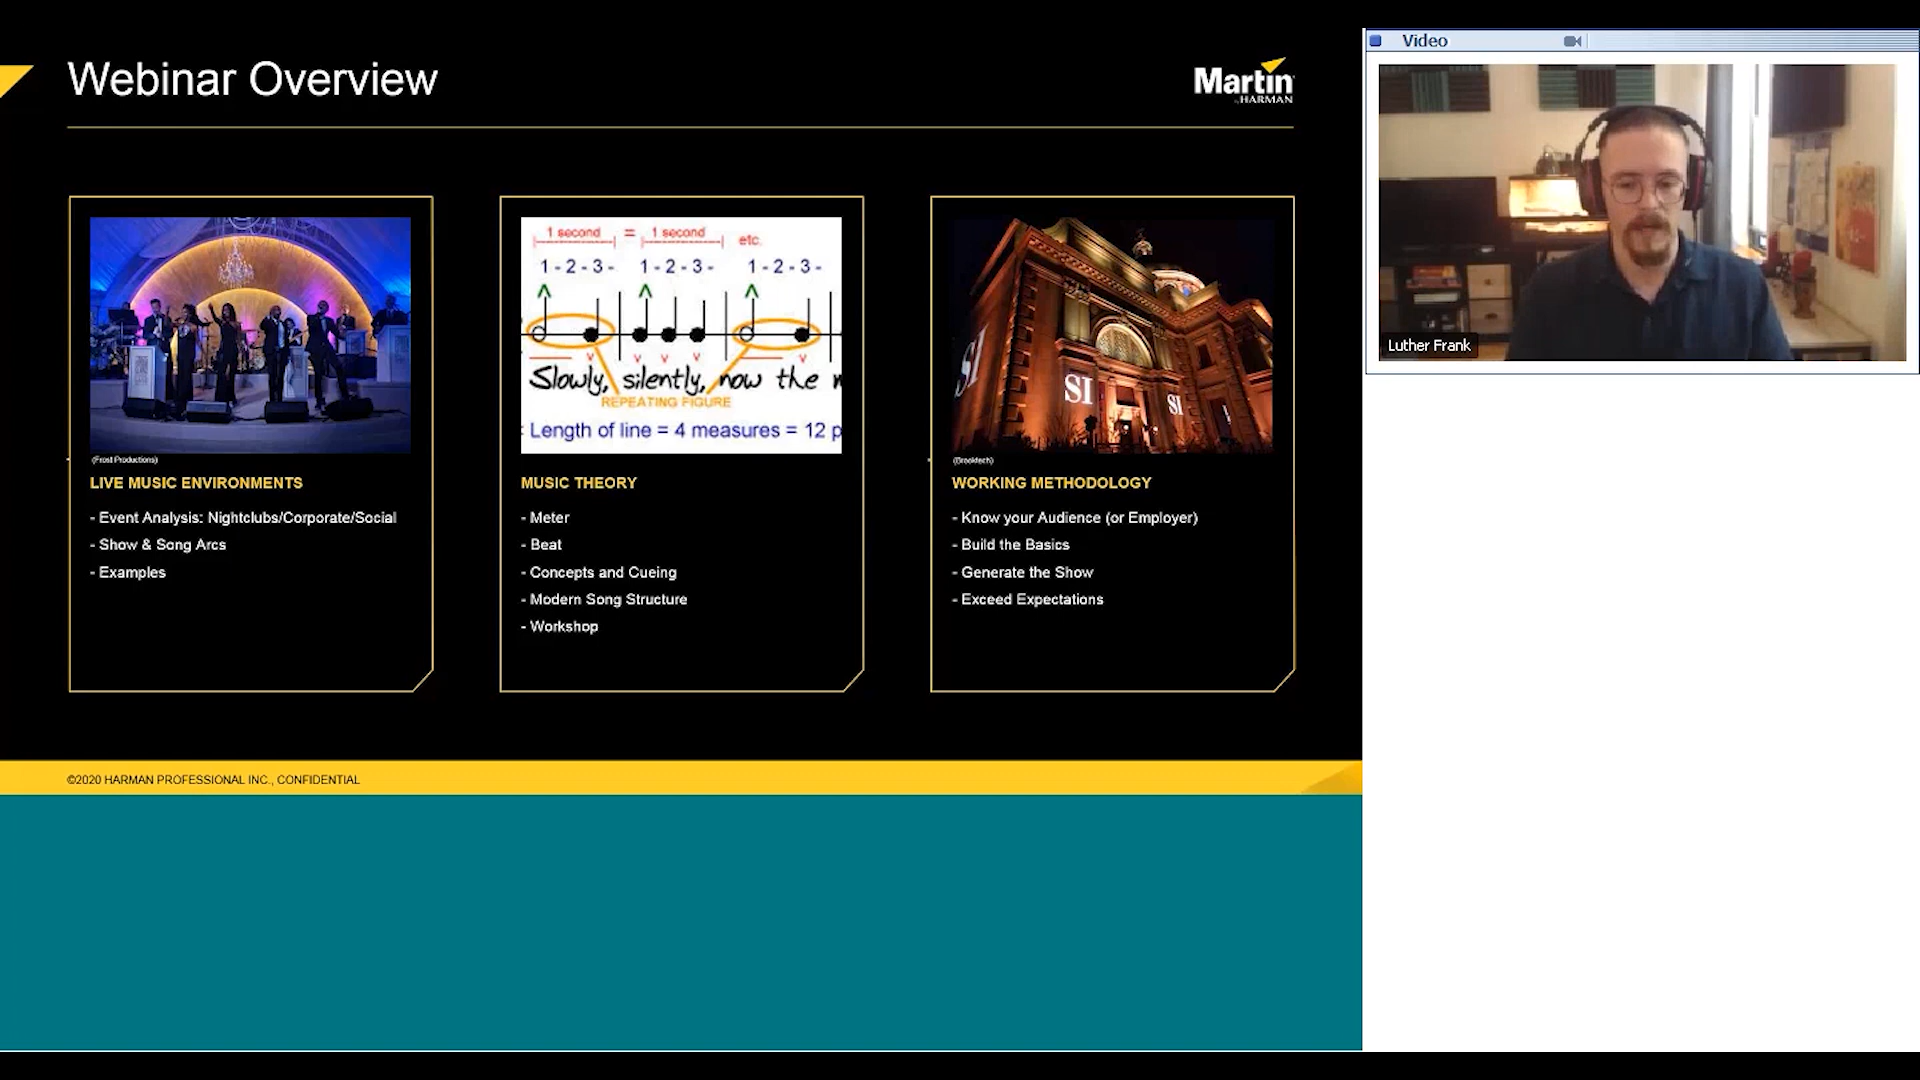 Webinar Overview
Martin
by HARMAN
1 second = 1 second etc.
1 - 2 - 3 - 1 - 2 - 3 - 1 - 2 - 3 -
Slowly, silently, now the
REPEATING FIGURE
Length of line = 4 measures = 12 p
(Frost Productions)
LIVE MUSIC ENVIRONMENTS
- Event Analysis: Nightclubs/Corporate/Social
- Show & Song Arcs
- Examples
MUSIC THEORY
- Meter
- Beat
- Concepts and Cueing
- Modern Song Structure
- Workshop
SI
SI
SI
(Brooktech)
WORKING METHODOLOGY
- Know your Audience (or Employer)
- Build the Basics
- Generate the Show
- Exceed Expectations
©2020 HARMAN PROFESSIONAL INC., CONFIDENTIAL
Video
Luther Frank